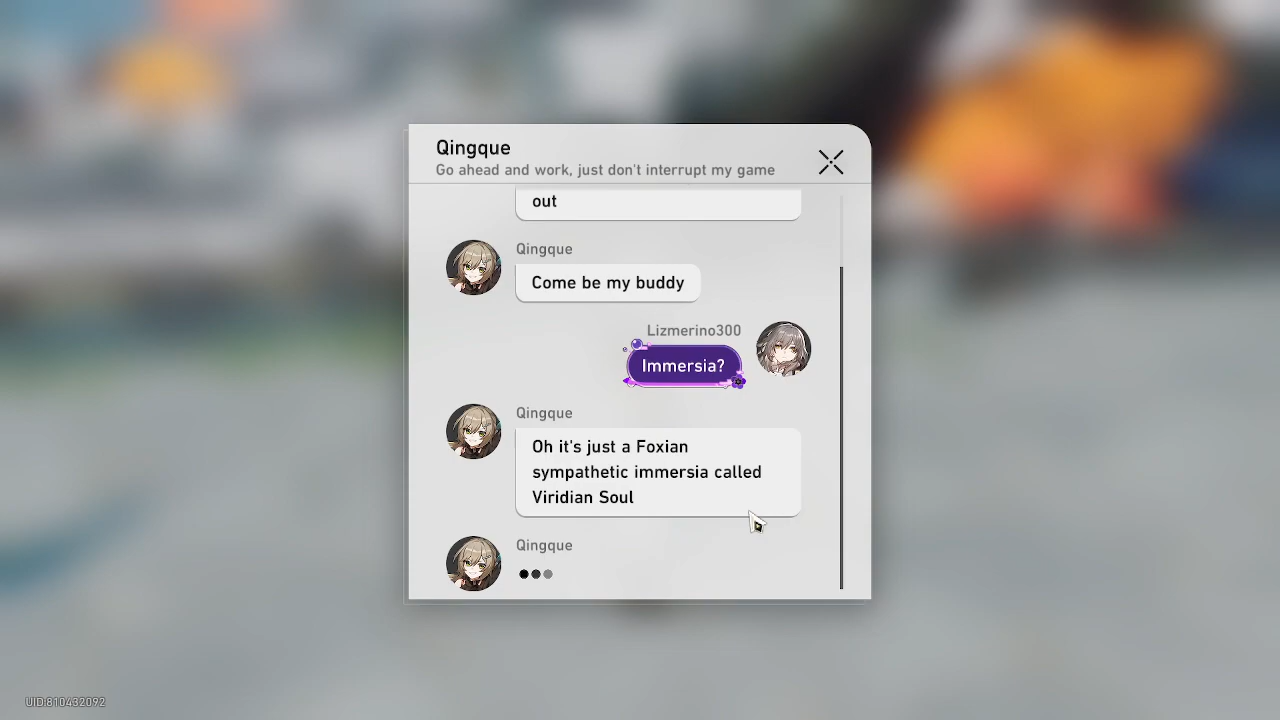 Qingque
Go ahead and work, just don't interrupt my game
out
Qingque
Come be my buddy
Lizmerino300
Immersia?
Qingque
Oh it's just a Foxian
sympathetic immersia called
Viridian Soul
Qingque
UID:810432092